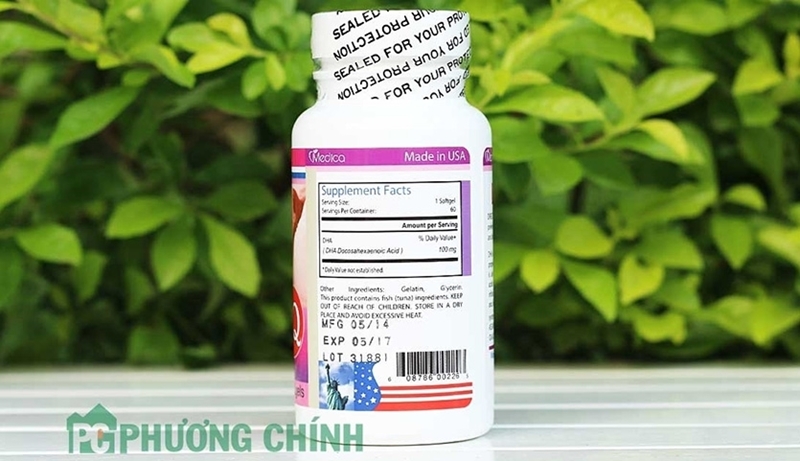 SEALED FOR YOUR PROTECTION
SEALED FOR YOUR PROTECTION
Medica
Made in USA
Supplement Facts
Serving Size: 1 Softgel
Servings Per Container: 60
Amount per Serving
% Daily Value*
DHA
( DHA Docosahexaenoic Acid ) 100 mg
*Daily Value not established.
Other Ingredients: Gelatin, Glycerin.
This product contains fish (tuna) ingredients. KEEP
OUT OF REACH OF CHILDREN. STORE IN A DRY
PLACE AND AVOID EXCESSIVE HEAT.
MFG 05/14
EXP 05/17
LOT 31881
PC PHƯƠNG CHÍNH